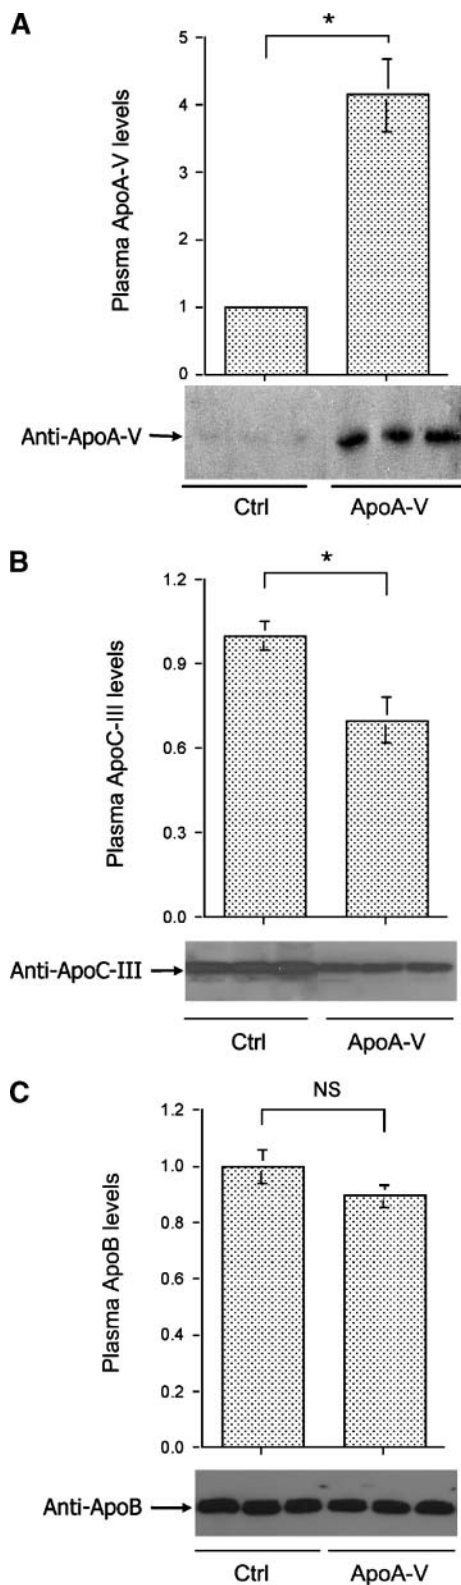 A
*
Plasma ApoA-V levels
5
4
3
2
1
0
Anti-ApoA-V
Ctrl ApoA-V
B
*
Plasma ApoC-III levels
1.2
0.9
0.6
0.3
0.0
Anti-ApoC-III
Ctrl ApoA-V
C
NS
Plasma ApoB levels
1.2
1.0
0.8
0.6
0.4
0.2
0.0
Anti-ApoB
Ctrl ApoA-V